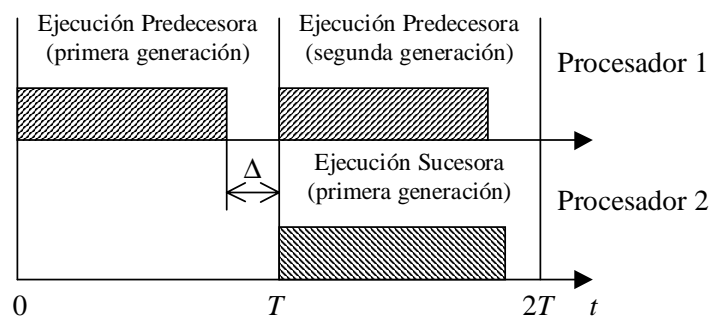 Ejecución Predecesora
(primera generación)
Ejecución Predecesora
(segunda generación)
Procesador 1
Δ
Ejecución Sucesora
(primera generación)
Procesador 2
0
T
2T
t